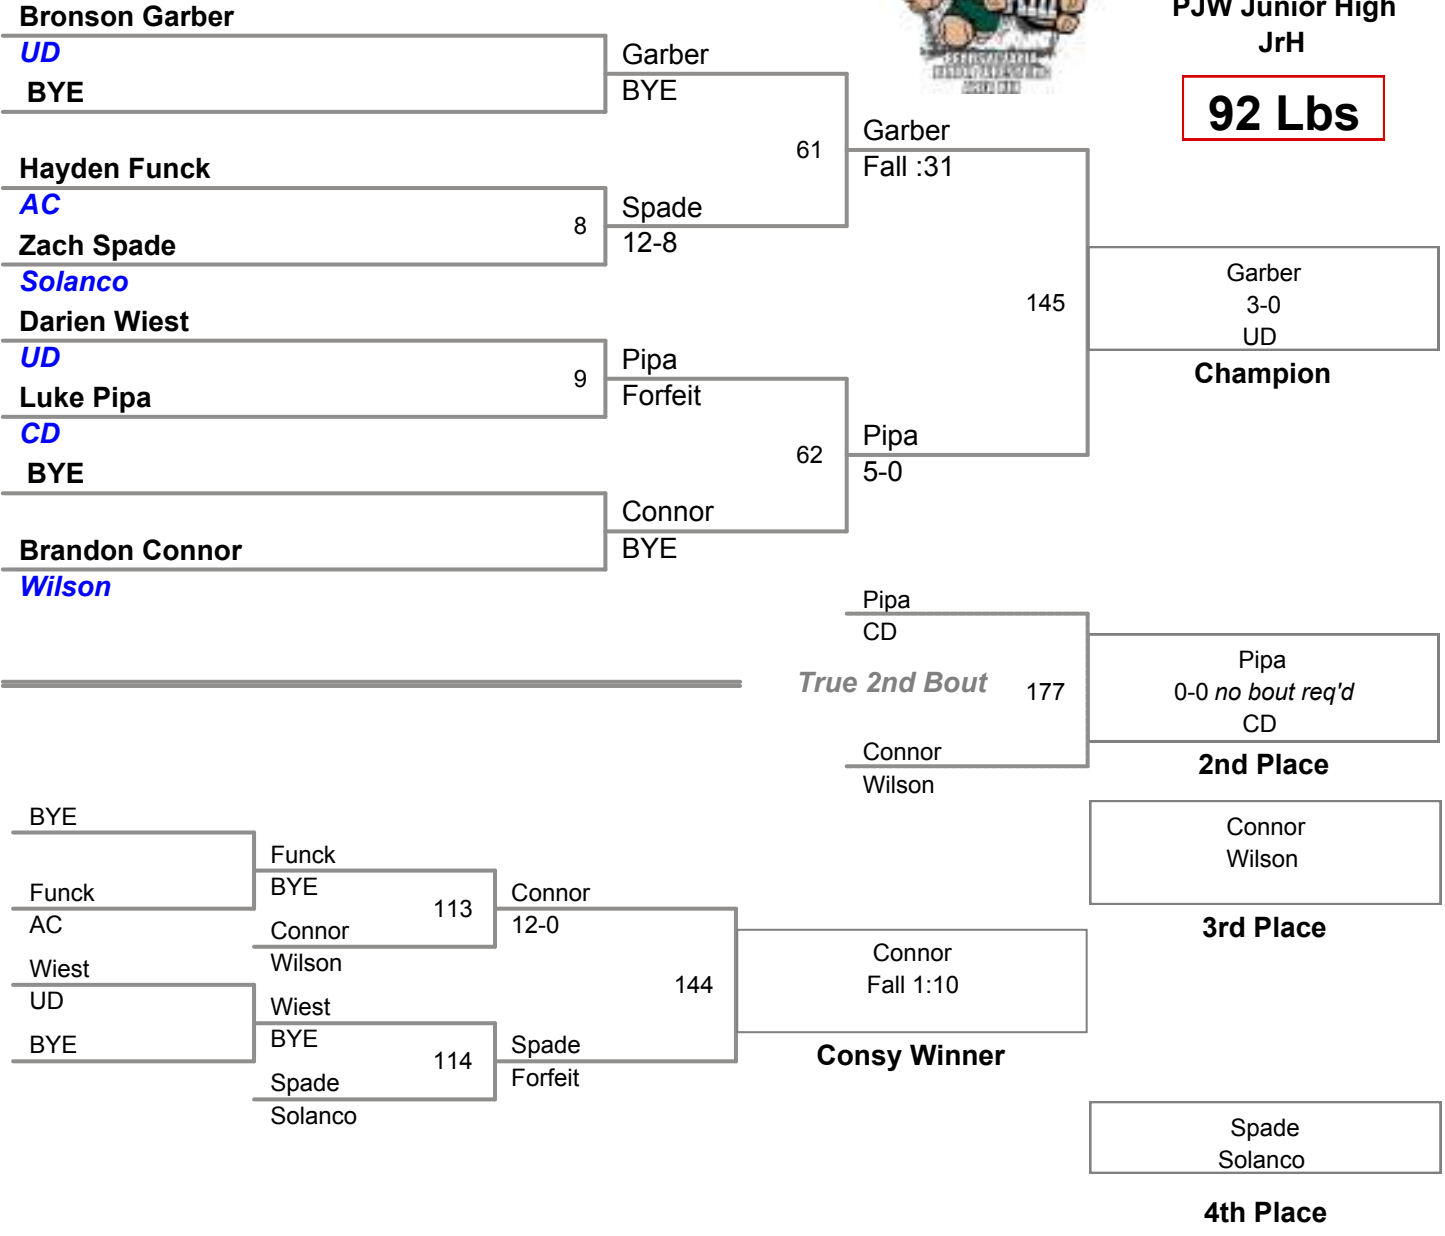 PJW Junior High
JrH
92 Lbs
Bronson Garber
UD
BYE
Hayden Funck
AC
Zach Spade
Solanco
Darien Wiest
UD
Luke Pipa
CD
BYE
Brandon Connor
Wilson
Garber
BYE
8
Spade
12-8
9
Pipa
Forfeit
Connor
BYE
61
Garber
Fall :31
62
Pipa
5-0
145
Garber
3-0
UD
Champion
Pipa
CD
True 2nd Bout
177
Connor
Wilson
Pipa
0-0 no bout req'd
CD
2nd Place
Connor
Wilson
3rd Place
BYE
Funck
AC
Wiest
UD
BYE
Funck
BYE
113
Connor
Wilson
Wiest
BYE
114
Spade
Solanco
Connor
12-0
144
Spade
Forfeit
Connor
Fall 1:10
Consy Winner
Spade
Solanco
4th Place